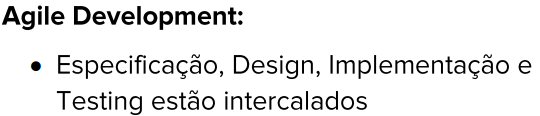 Agile Development:
• Especificação, Design, Implementação e
Testing estão intercalados